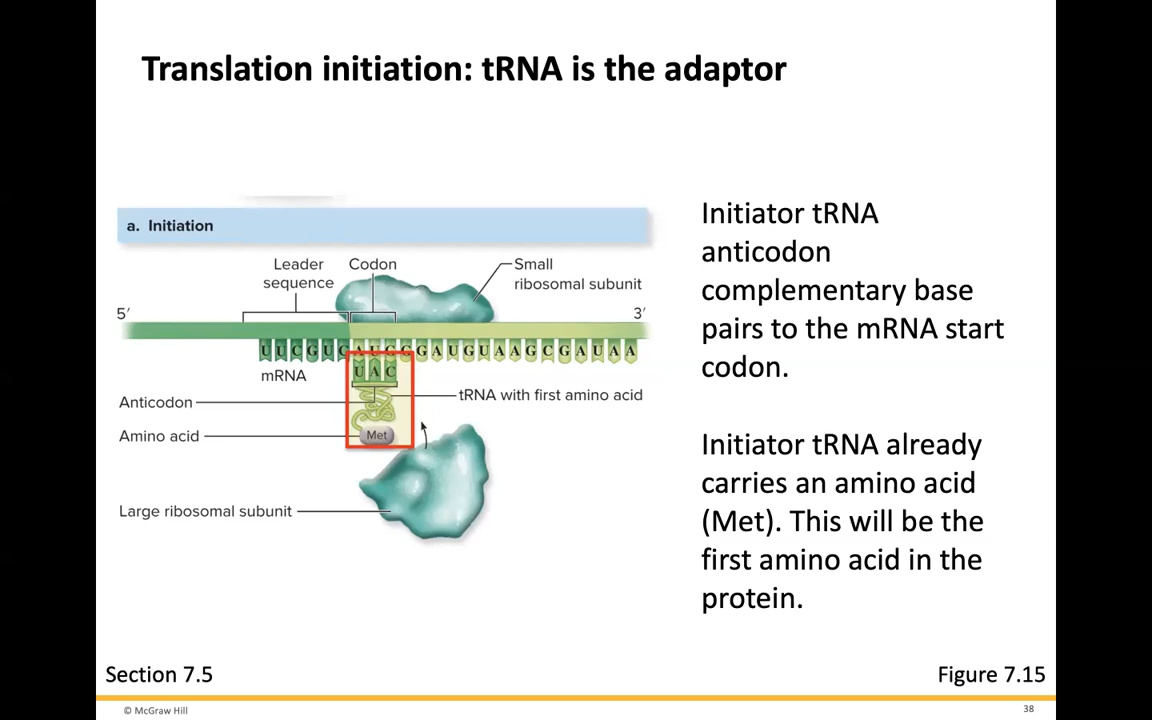 Translation initiation: tRNA is the adaptor
a. Initiation
Leader
sequence
Codon
Small
ribosomal subunit
5′
3′
UUCGUGAUGGGAUGUAAGCGAUAA
mRNA
UAC
Anticodon
tRNA with first amino acid
Amino acid
Met
Large ribosomal subunit
Initiator tRNA
anticodon
complementary base
pairs to the mRNA start
codon.
Initiator tRNA already
carries an amino acid
(Met). This will be the
first amino acid in the
protein.
Section 7.5
Figure 7.15
© McGraw Hill
38